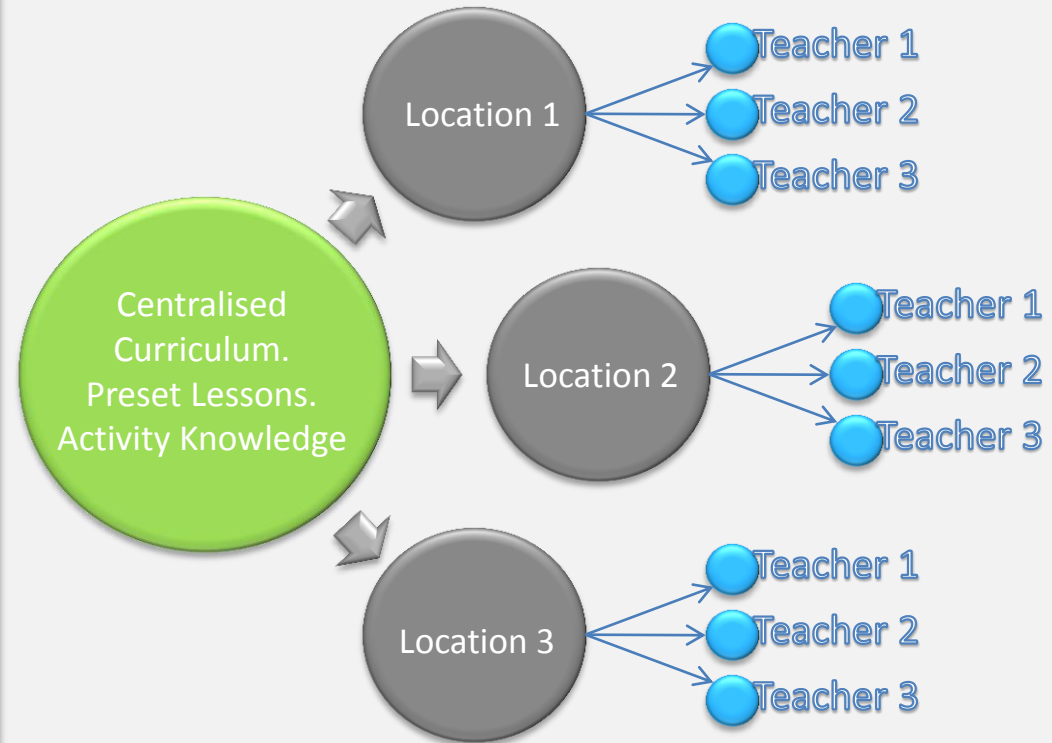 Centralised
Curriculum.
Preset Lessons.
Activity Knowledge
Location 1
Teacher 1
Teacher 2
Teacher 3
Location 2
Teacher 1
Teacher 2
Teacher 3
Location 3
Teacher 1
Teacher 2
Teacher 3